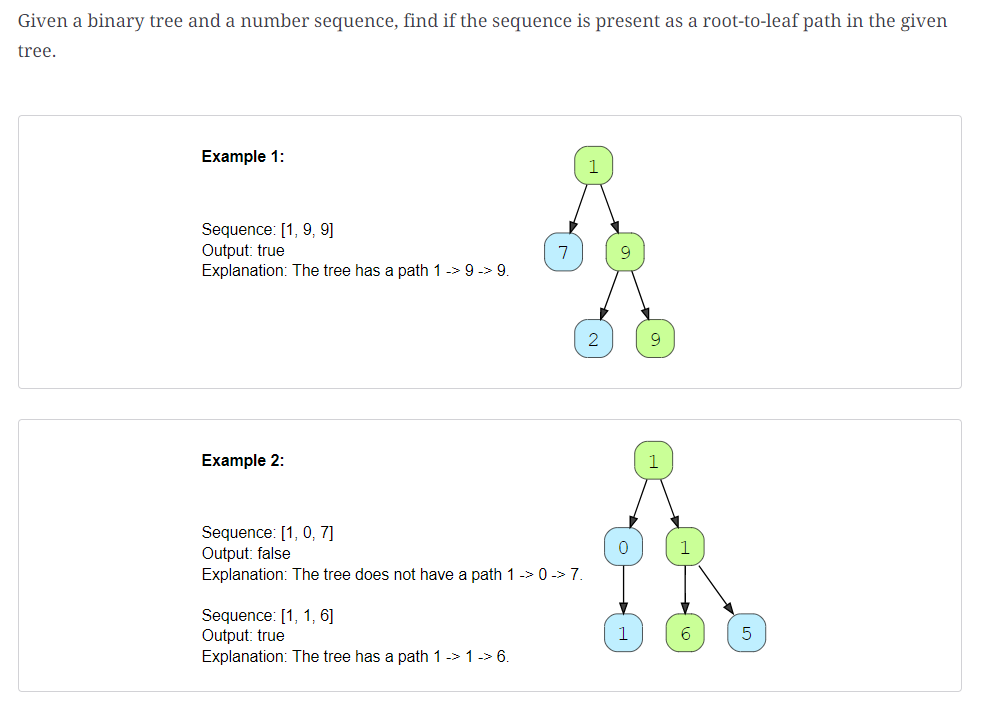 Given a binary tree and a number sequence, find if the sequence is present as a root-to-leaf path in the given
tree.
Example 1:
Sequence: [1, 9, 9]
Output: true
Explanation: The tree has a path 1 -> 9 -> 9.
1
7 9
2 9
Example 2:
Sequence: [1, 0, 7]
Output: false
Explanation: The tree does not have a path 1 -> 0 -> 7.
Sequence: [1, 1, 6]
Output: true
Explanation: The tree has a path 1 -> 1 -> 6.
1
0 1
1 6 5